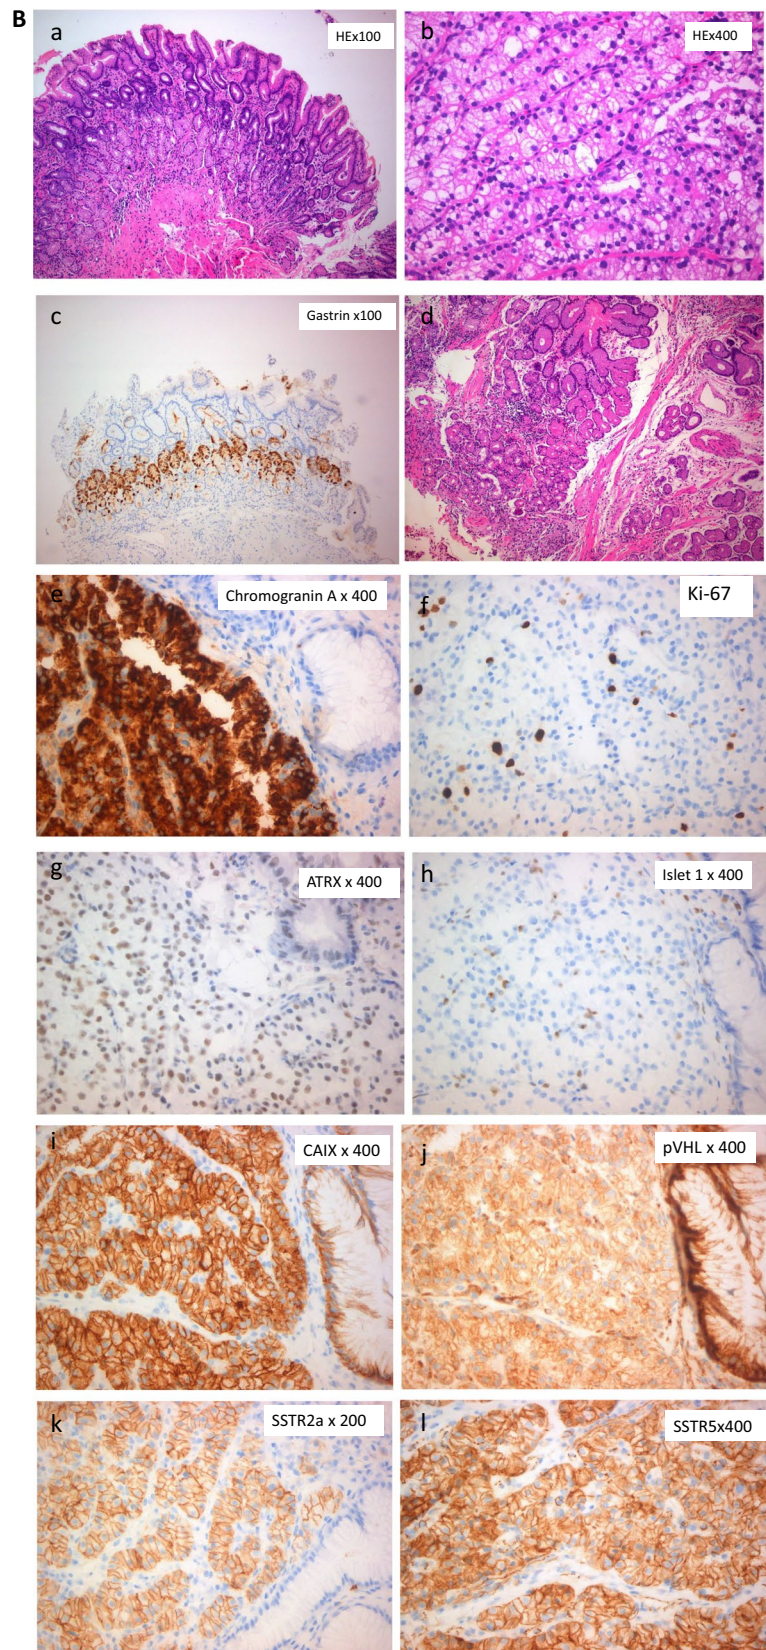 B
a
HEx100
b
HEx400
c
Gastrin x100
d
e
Chromogranin A x 400
f
Ki-67
g
ATRX x 400
h
Islet 1 x 400
i
CAIX x 400
j
pVHL x 400
k
SSTR2a x 200
l
SSTR5x400